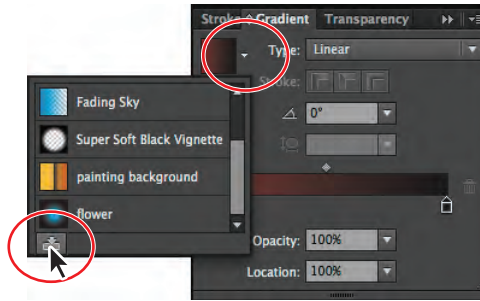 Stroke Gradient Transparency
Type: Linear
Stroke:
0°
Opacity: 100%
Location: 100%
Fading Sky
Super Soft Black Vignette
painting background
flower